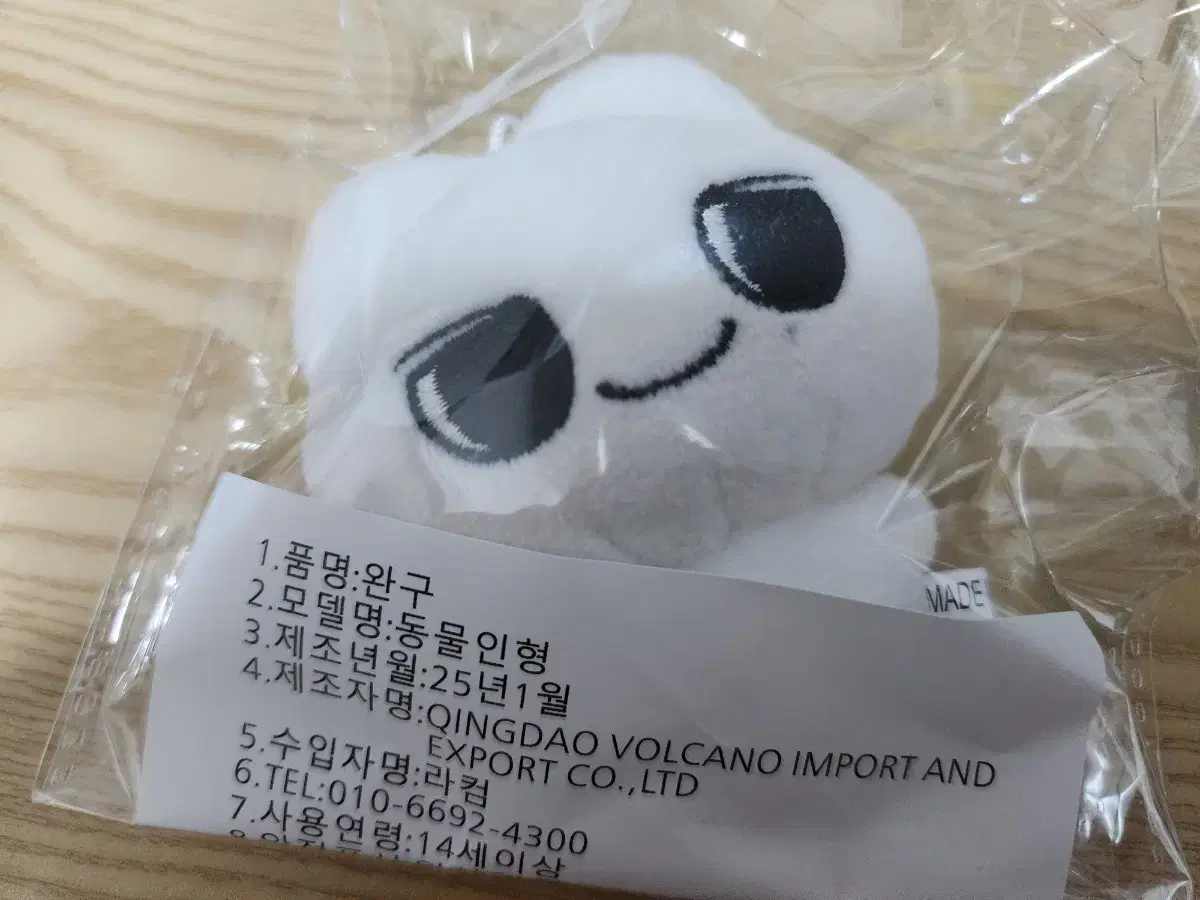 MADE
1.품명:완구
2.모델명:동물인형
3.제조년월:25년1월
4.제조자명:QINGDAO VOLCANO IMPORT AND
EXPORT CO.,LTD
5.수입자명:라컴
6.TEL:010-6692-4300
7.사용연령:14세이상